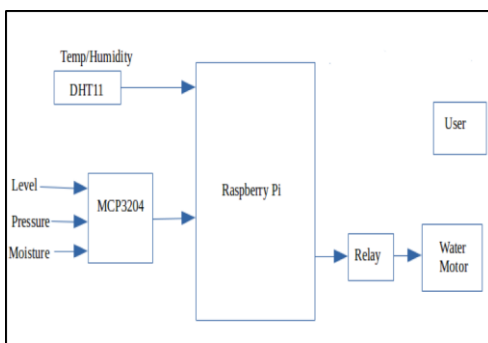 Temp/Humidity
DHT11
User
Level
MCP3204
Raspberry Pi
Pressure
Moisture
Relay
Water
Motor